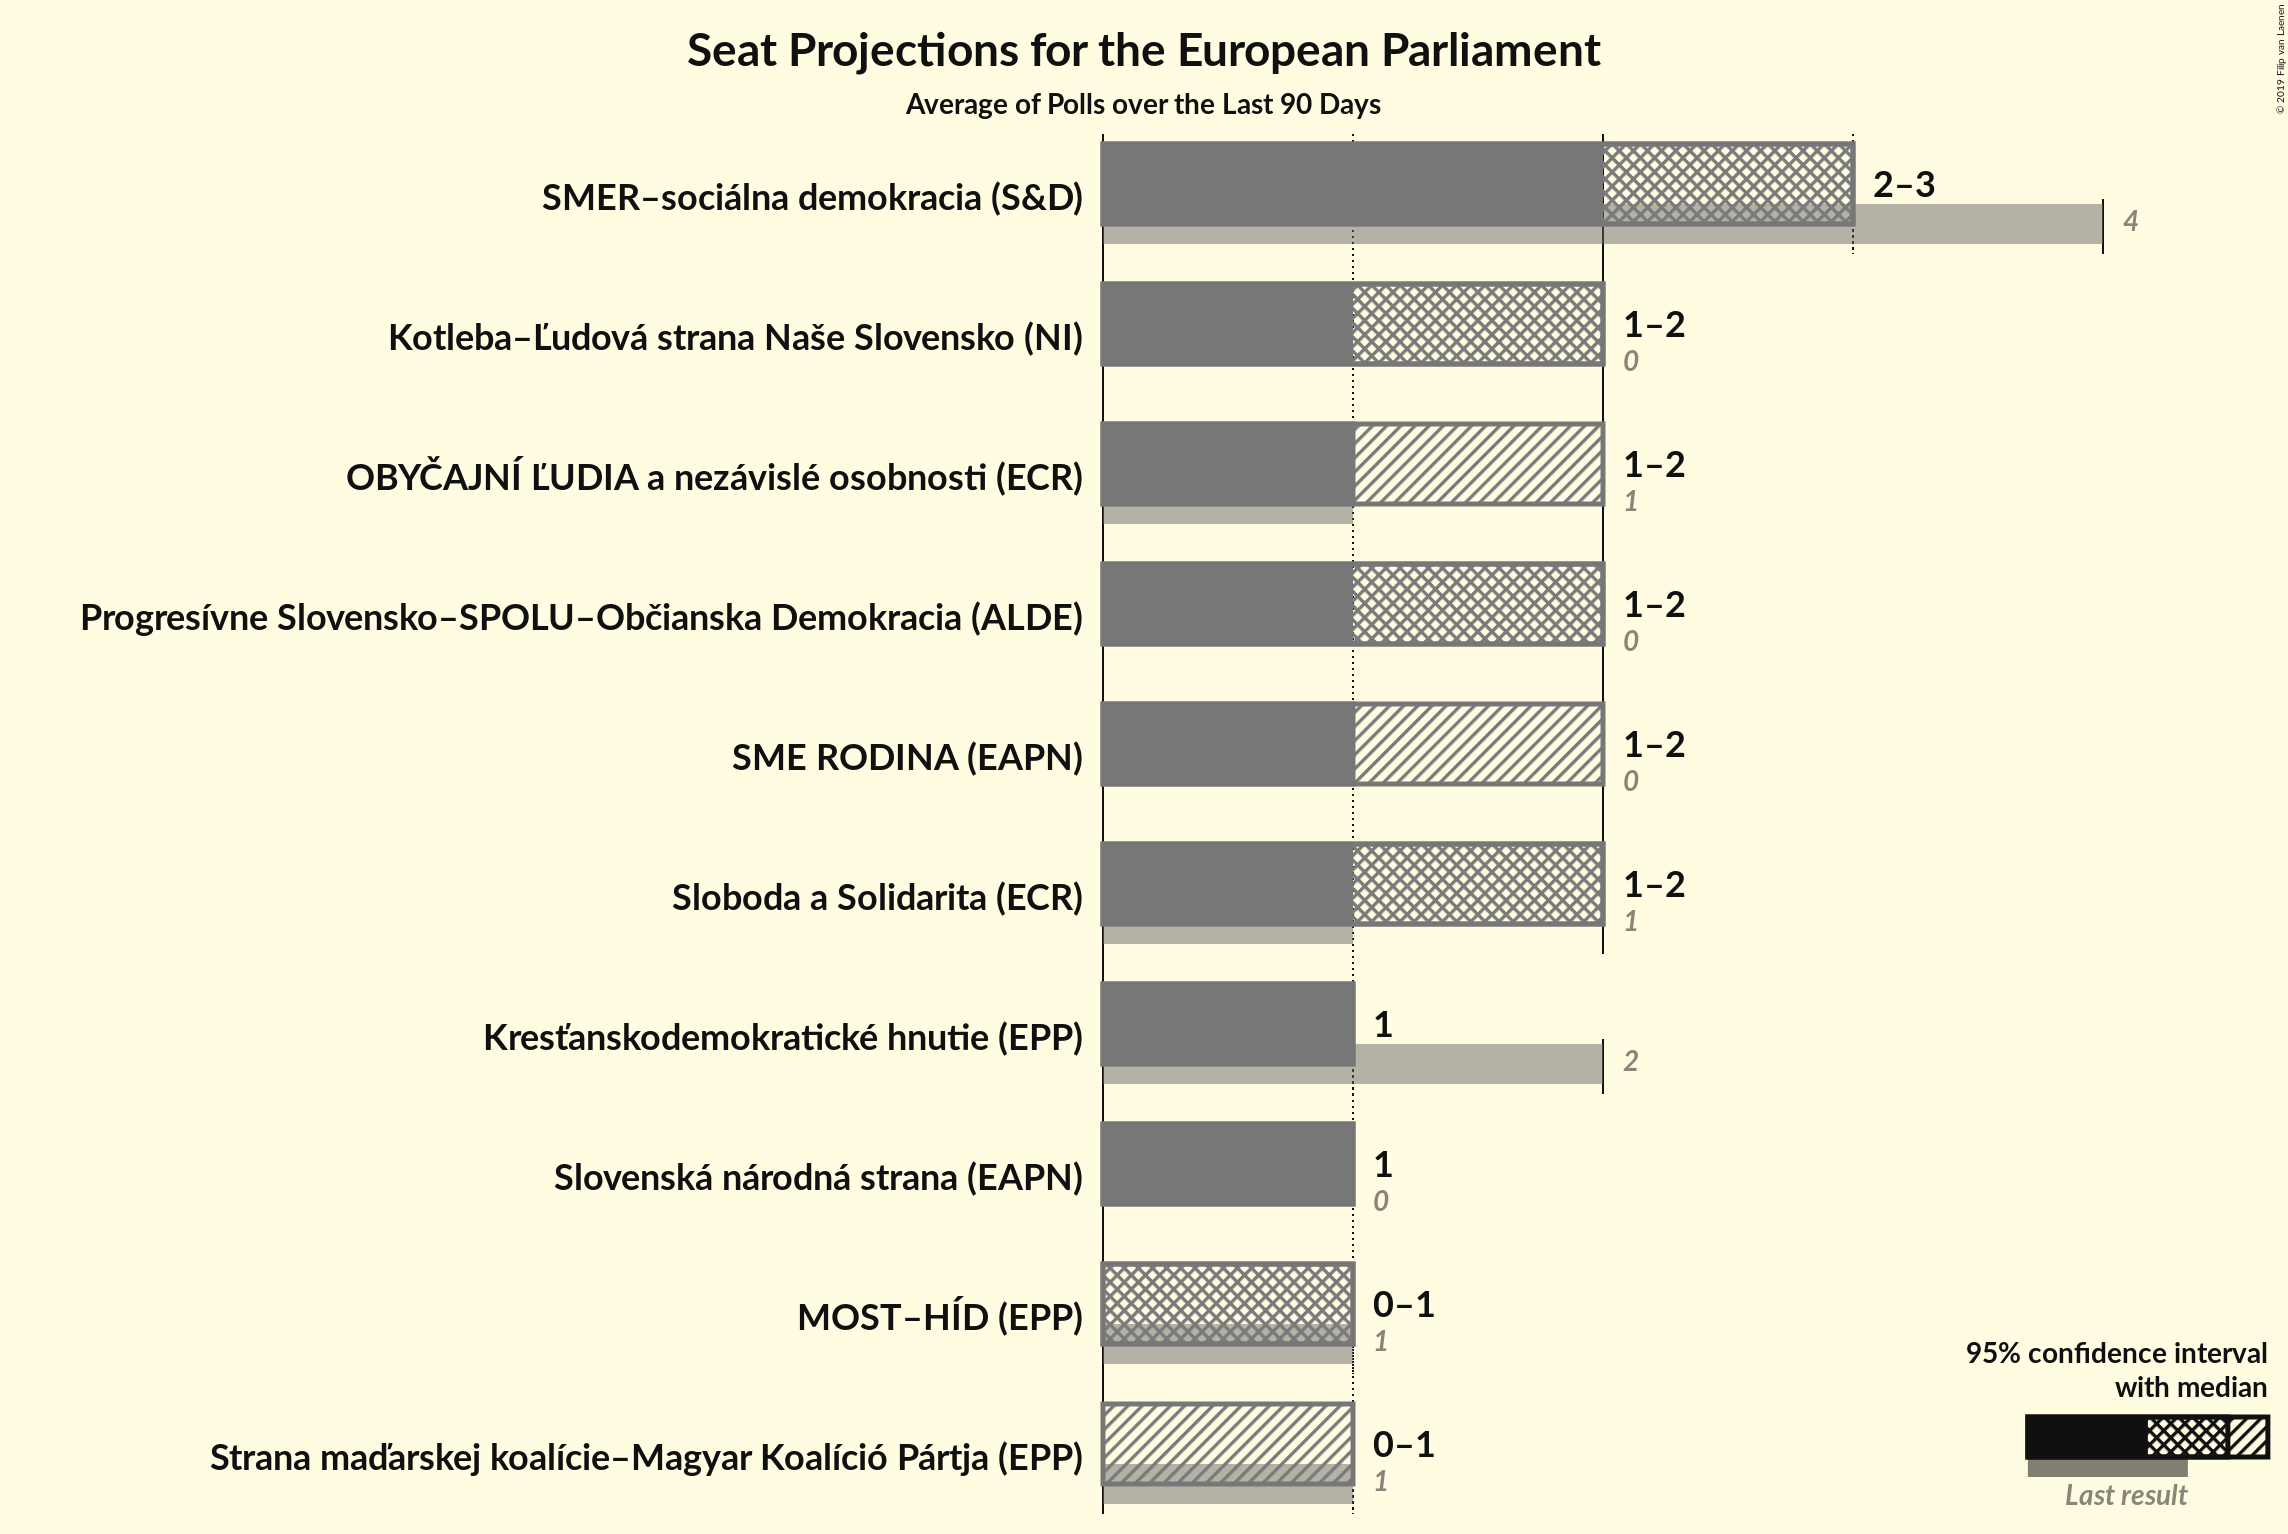 Seat Projections for the European Parliament
Average of Polls over the Last 90 Days
© 2019 Filip van Laenen
SMER–sociálna demokracia (S&D)
2–3
4
Kotleba–Ľudová strana Naše Slovensko (NI)
1–2
0
OBYČAJNÍ ĽUDIA a nezávislé osobnosti (ECR)
1–2
1
Progresívne Slovensko–SPOLU–Občianska Demokracia (ALDE)
1–2
0
SME RODINA (EAPN)
1–2
0
Sloboda a Solidarita (ECR)
1–2
1
Kresťanskodemokratické hnutie (EPP)
1
2
Slovenská národná strana (EAPN)
1
0
MOST–HÍD (EPP)
0–1
1
Strana maďarskej koalície–Magyar Koalíció Pártja (EPP)
0–1
1
95% confidence interval
with median
Last result